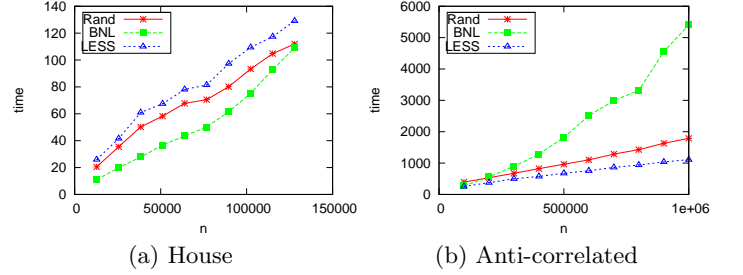 140
120
100
80
60
40
20
0
time
Rand
BNL
LESS
0 50000 100000 150000
n
(a) House
6000
5000
4000
3000
2000
1000
0
time
Rand
BNL
LESS
0 500000 1e+06
n
(b) Anti-correlated